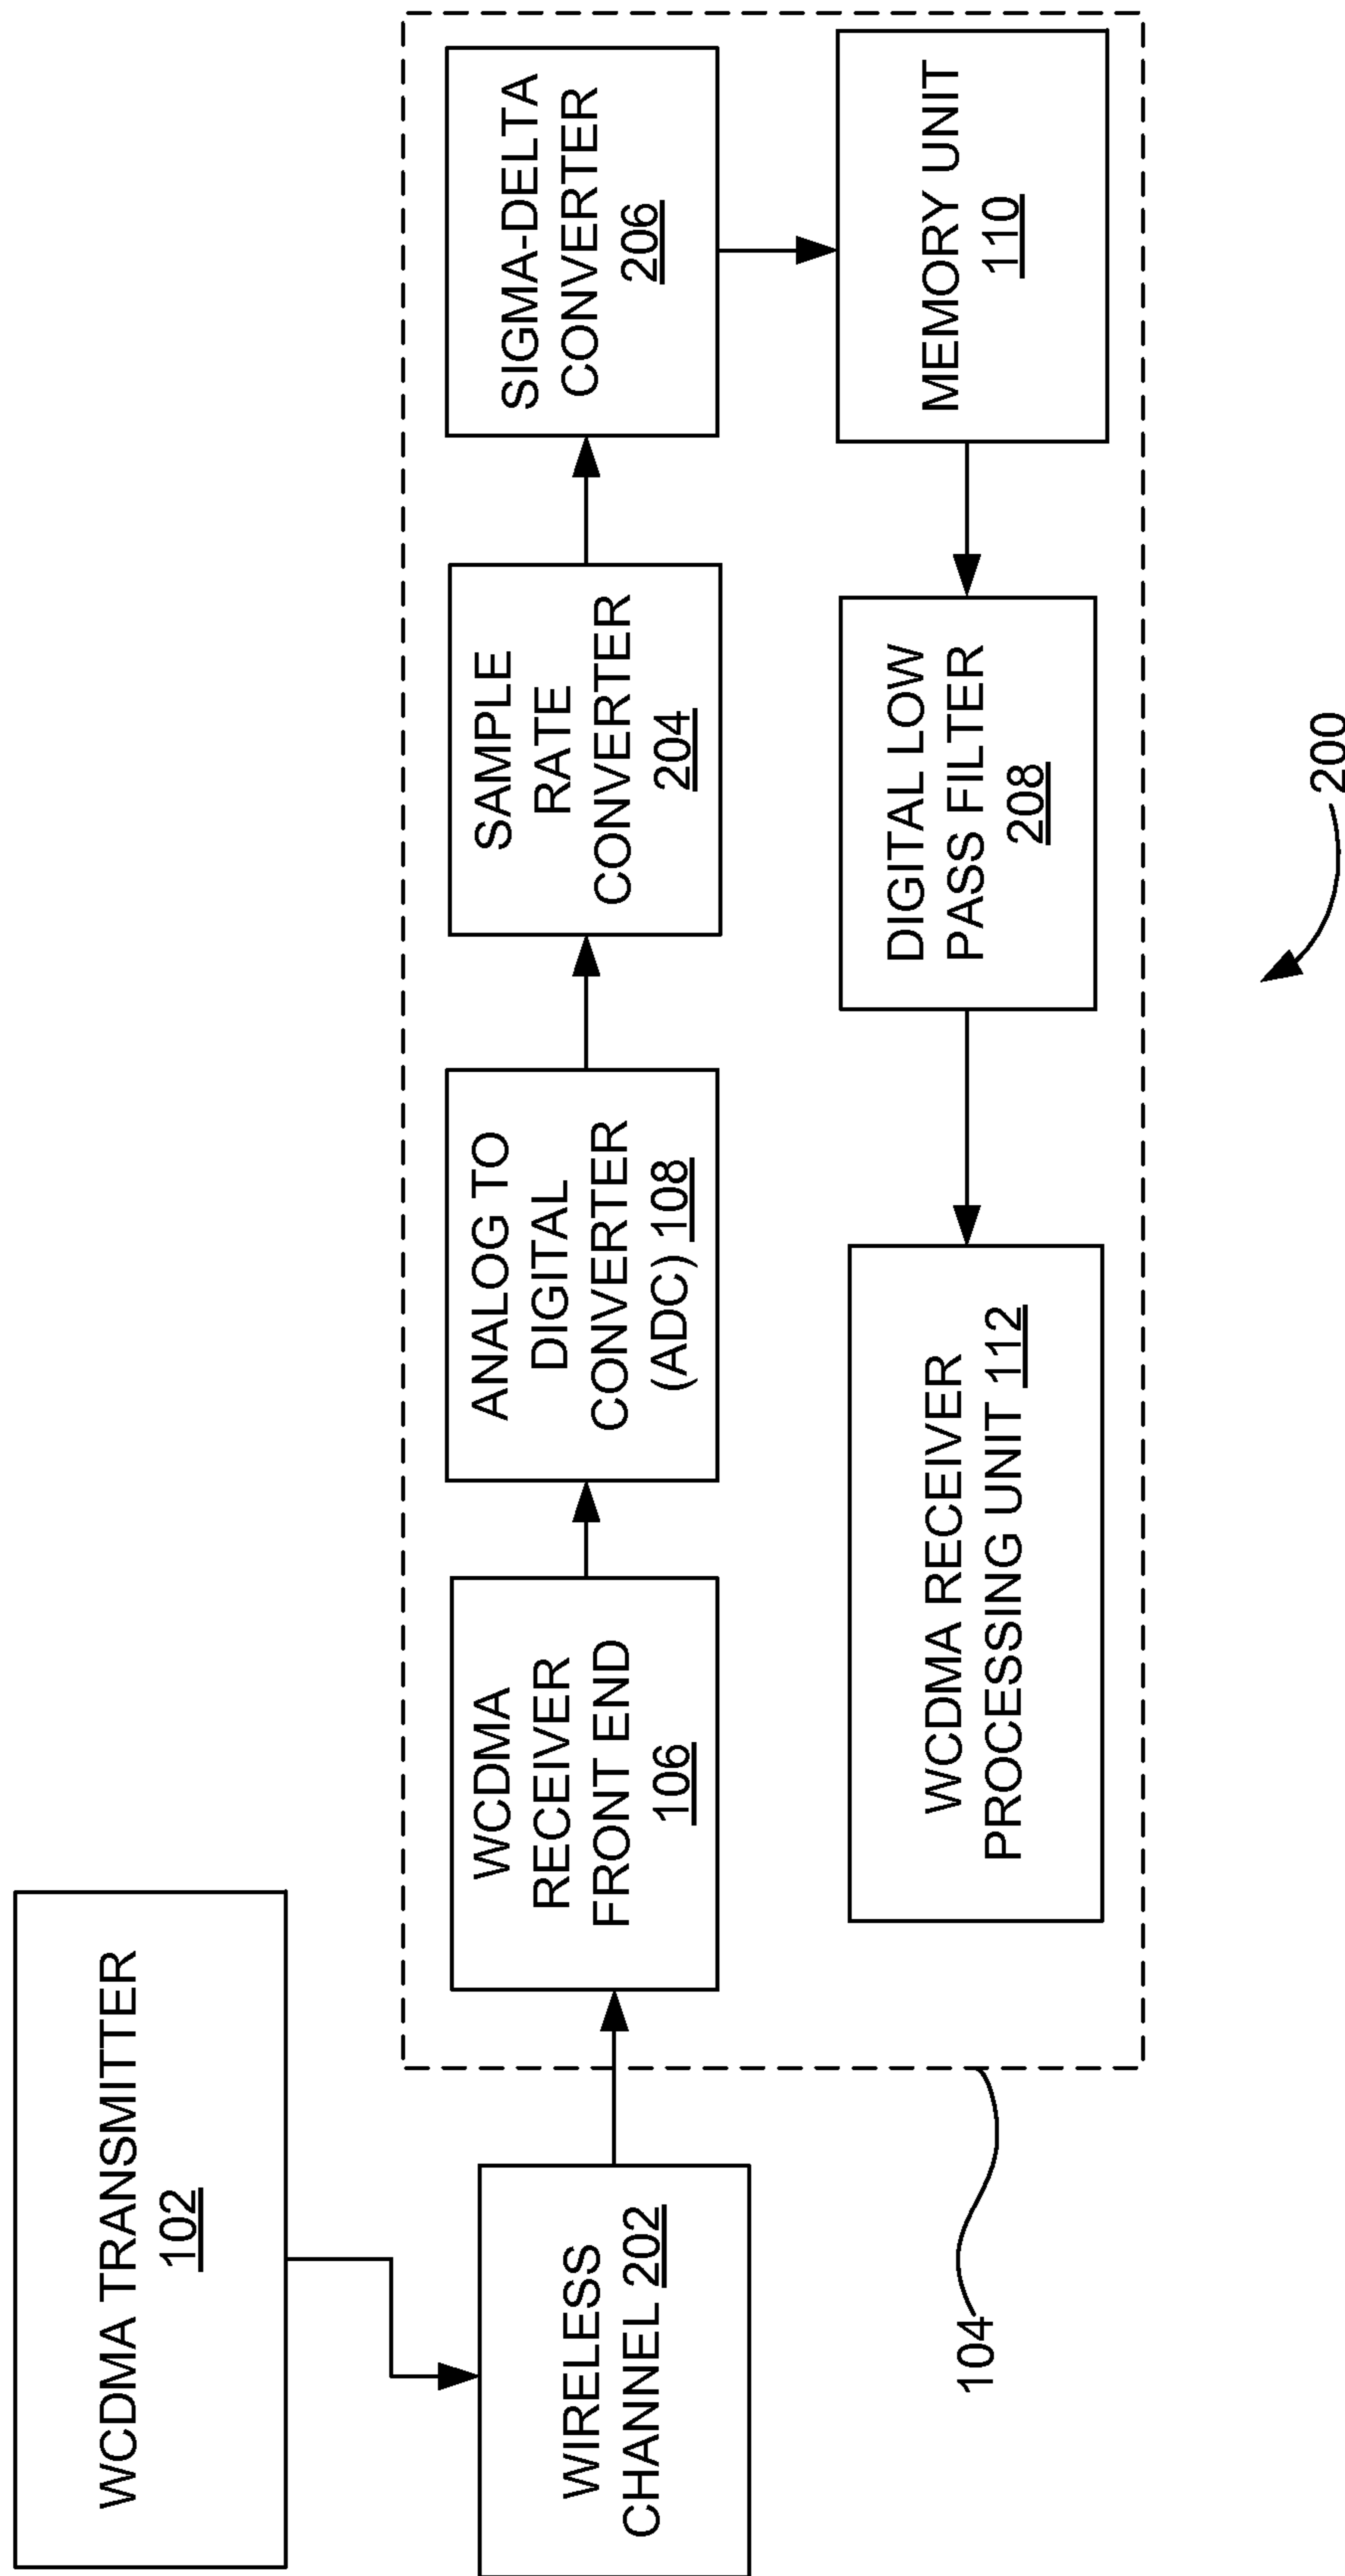 WCDMA TRANSMITTER
102
WIRELESS
CHANNEL 202
WCDMA
RECEIVER
FRONT END
106
ANALOG TO
DIGITAL
CONVERTER
(ADC) 108
SAMPLE
RATE
CONVERTER
204
SIGMA-DELTA
CONVERTER
206
MEMORY UNIT
110
DIGITAL LOW
PASS FILTER
208
WCDMA RECEIVER
PROCESSING UNIT 112
104
200